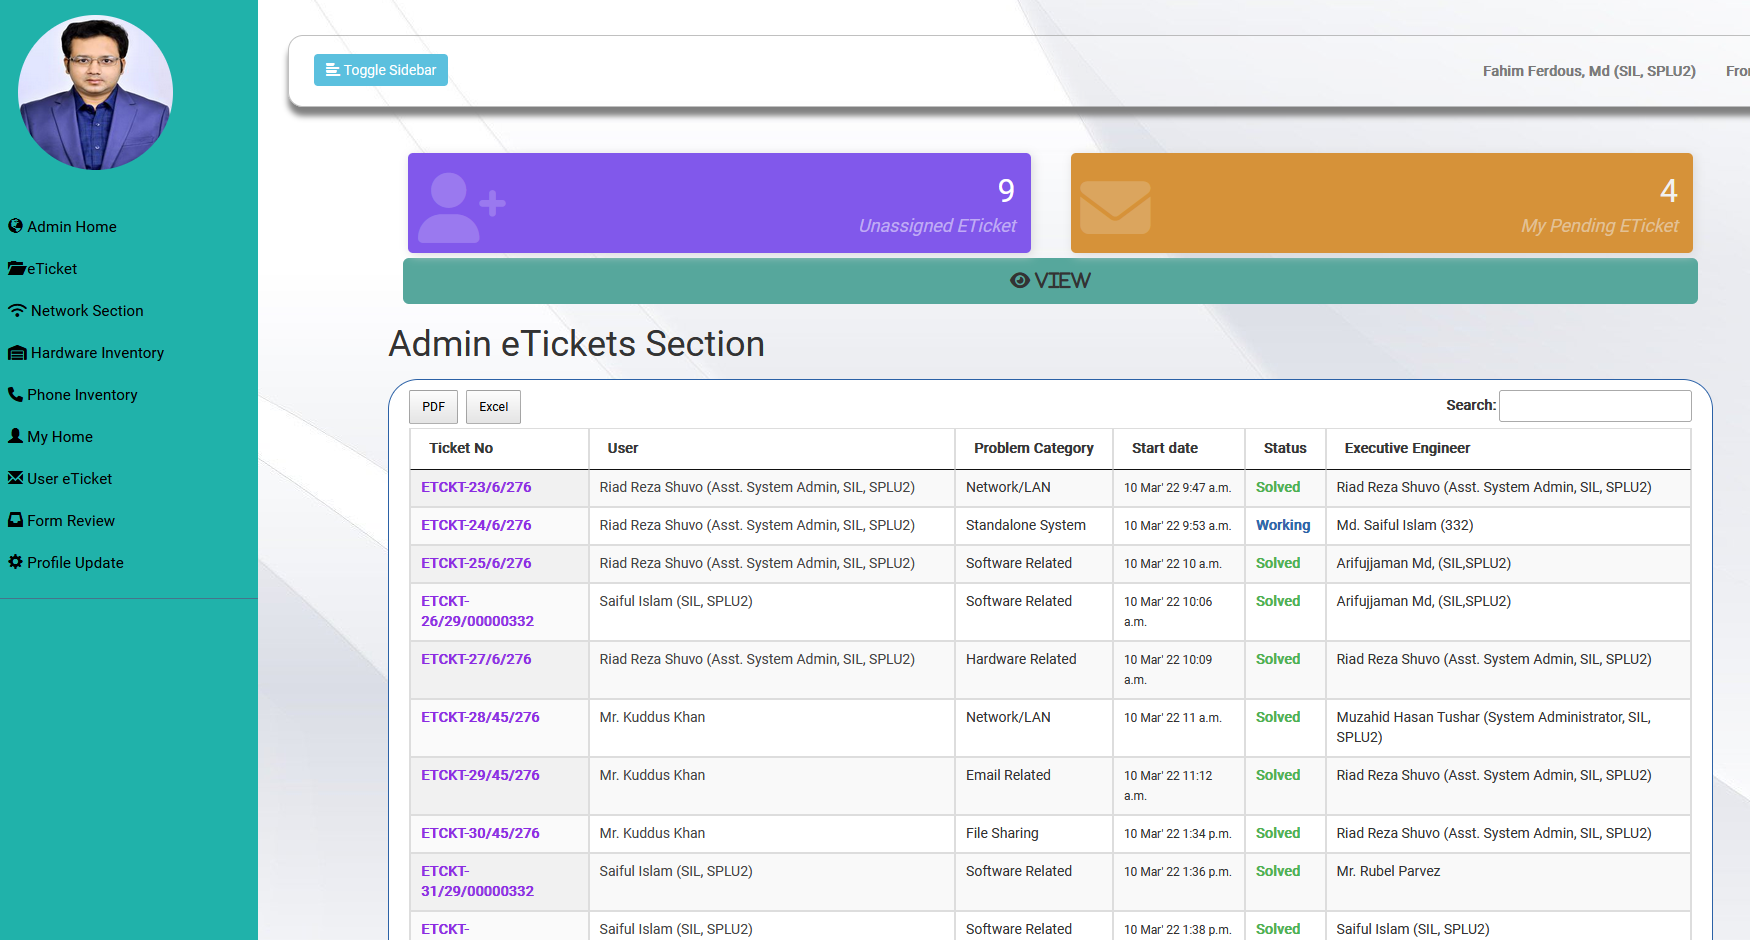 Toggle Sidebar
Fahim Ferdous, Md (SIL, SPLU2)
Admin Home
eTicket
Network Section
Hardware Inventory
Phone Inventory
My Home
User eTicket
Form Review
Profile Update
9
Unassigned ETicket
4
My Pending ETicket
VIEW
Admin eTickets Section
PDF Excel Search:
Ticket No User Problem Category Start date Status Executive Engineer
ETCKT-23/6/276 Riad Reza Shuvo (Asst. System Admin, SIL, SPLU2) Network/LAN 10 Mar' 22 9:47 a.m. Solved Riad Reza Shuvo (Asst. System Admin, SIL, SPLU2)
ETCKT-24/6/276 Riad Reza Shuvo (Asst. System Admin, SIL, SPLU2) Standalone System 10 Mar' 22 9:53 a.m. Working Md. Saiful Islam (332)
ETCKT-25/6/276 Riad Reza Shuvo (Asst. System Admin, SIL, SPLU2) Software Related 10 Mar' 22 10 a.m. Solved Arifujjaman Md, (SIL,SPLU2)
ETCKT- Saiful Islam (SIL, SPLU2) Software Related 10 Mar' 22 10:06 Solved Arifujjaman Md, (SIL,SPLU2)
26/29/00000332 a.m.
ETCKT-27/6/276 Riad Reza Shuvo (Asst. System Admin, SIL, SPLU2) Hardware Related 10 Mar' 22 10:09 Solved Riad Reza Shuvo (Asst. System Admin, SIL, SPLU2)
a.m.
ETCKT-28/45/276 Mr. Kuddus Khan Network/LAN 10 Mar' 22 11 a.m. Solved Muzahid Hasan Tushar (System Administrator, SIL,
SPLU2)
ETCKT-29/45/276 Mr. Kuddus Khan Email Related 10 Mar' 22 11:12 Solved Riad Reza Shuvo (Asst. System Admin, SIL, SPLU2)
a.m.
ETCKT-30/45/276 Mr. Kuddus Khan File Sharing 10 Mar' 22 1:34 p.m. Solved Riad Reza Shuvo (Asst. System Admin, SIL, SPLU2)
ETCKT- Saiful Islam (SIL, SPLU2) Software Related 10 Mar' 22 1:36 p.m. Solved Mr. Rubel Parvez
31/29/00000332
ETCKT- Saiful Islam (SIL, SPLU2) Software Related 10 Mar' 22 1:38 p.m. Solved Saiful Islam (SIL, SPLU2)